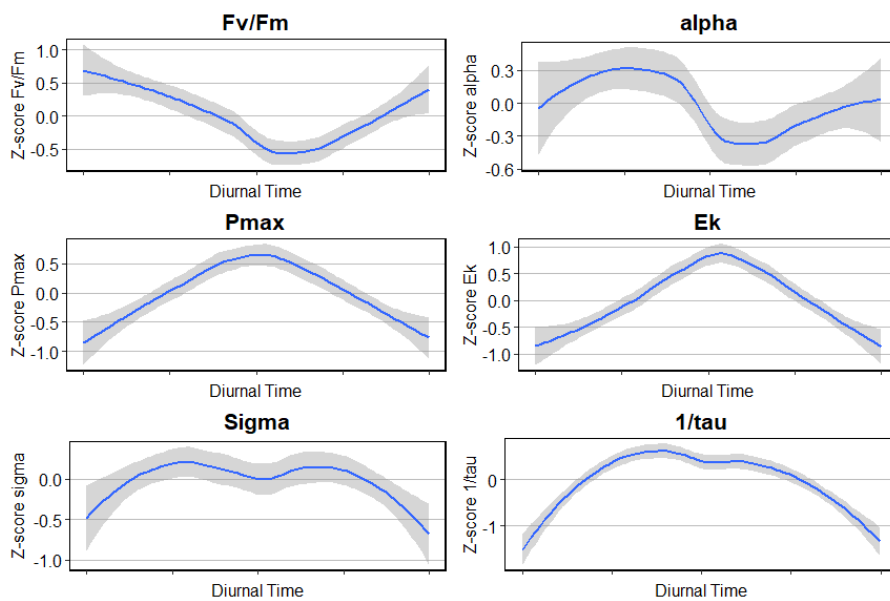 Fv/Fm
Z-score Fv/Fm
1.0
0.5
0.0
-0.5
Diurnal Time
alpha
Z-score alpha
0.3
0.0
-0.3
-0.6
Diurnal Time
Pmax
Z-score Pmax
0.5
0.0
-0.5
-1.0
Diurnal Time
Ek
Z-score Ek
1.0
0.5
0.0
-0.5
-1.0
Diurnal Time
Sigma
Z-score sigma
0.0
-0.5
-1.0
Diurnal Time
1/tau
Z-score 1/tau
0
-1
Diurnal Time